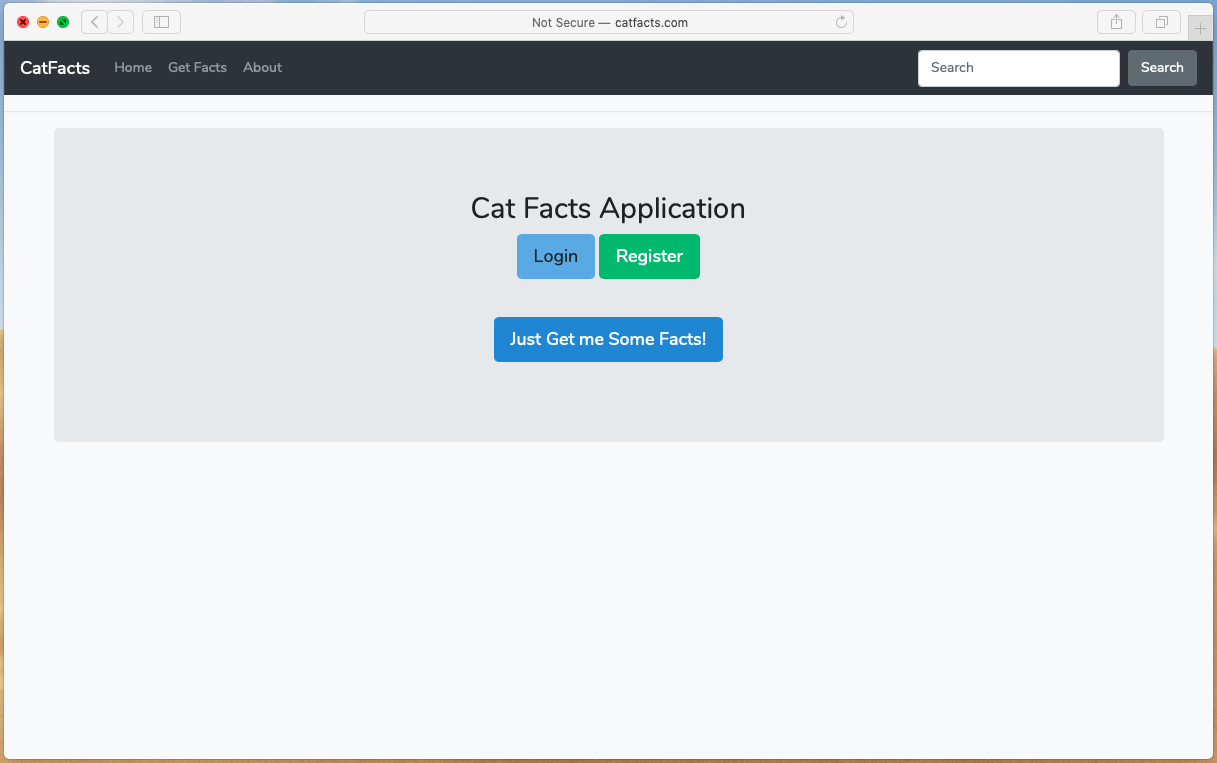 Not Secure — catfacts.com
CatFacts Home Get Facts About Search Search
Cat Facts Application
Login Register
Just Get me Some Facts!